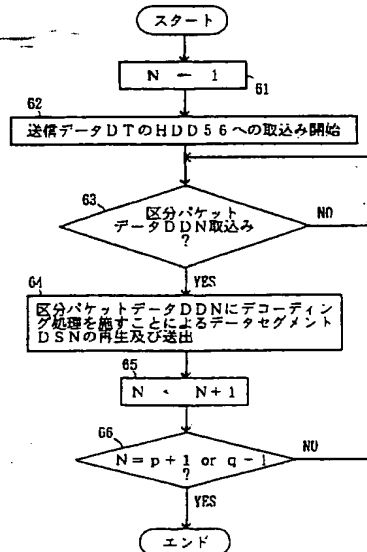 スタート
N ← 1
61
62
送信データDTのHDD56への取込み開始
63
区分パケット
データDDN取込み
?
NO
YES
64
区分パケットデータDDNにデコーディン
グ処理を施すことによるデータセグメント
DSNの再生及び送出
65
N ← N+1
66
N=p+1 or q-1
?
NO
YES
エンド